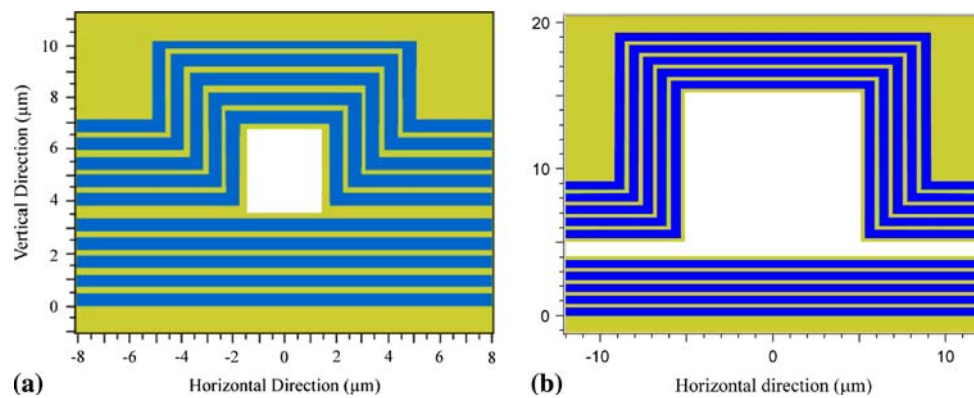 10
8
6
4
2
0
Vertical Direction (µm)
-8 -6 -4 -2 0 2 4 6 8
(a) Horizontal Direction (µm)
20
10
0
-10 0 10
(b) Horizontal direction (µm)